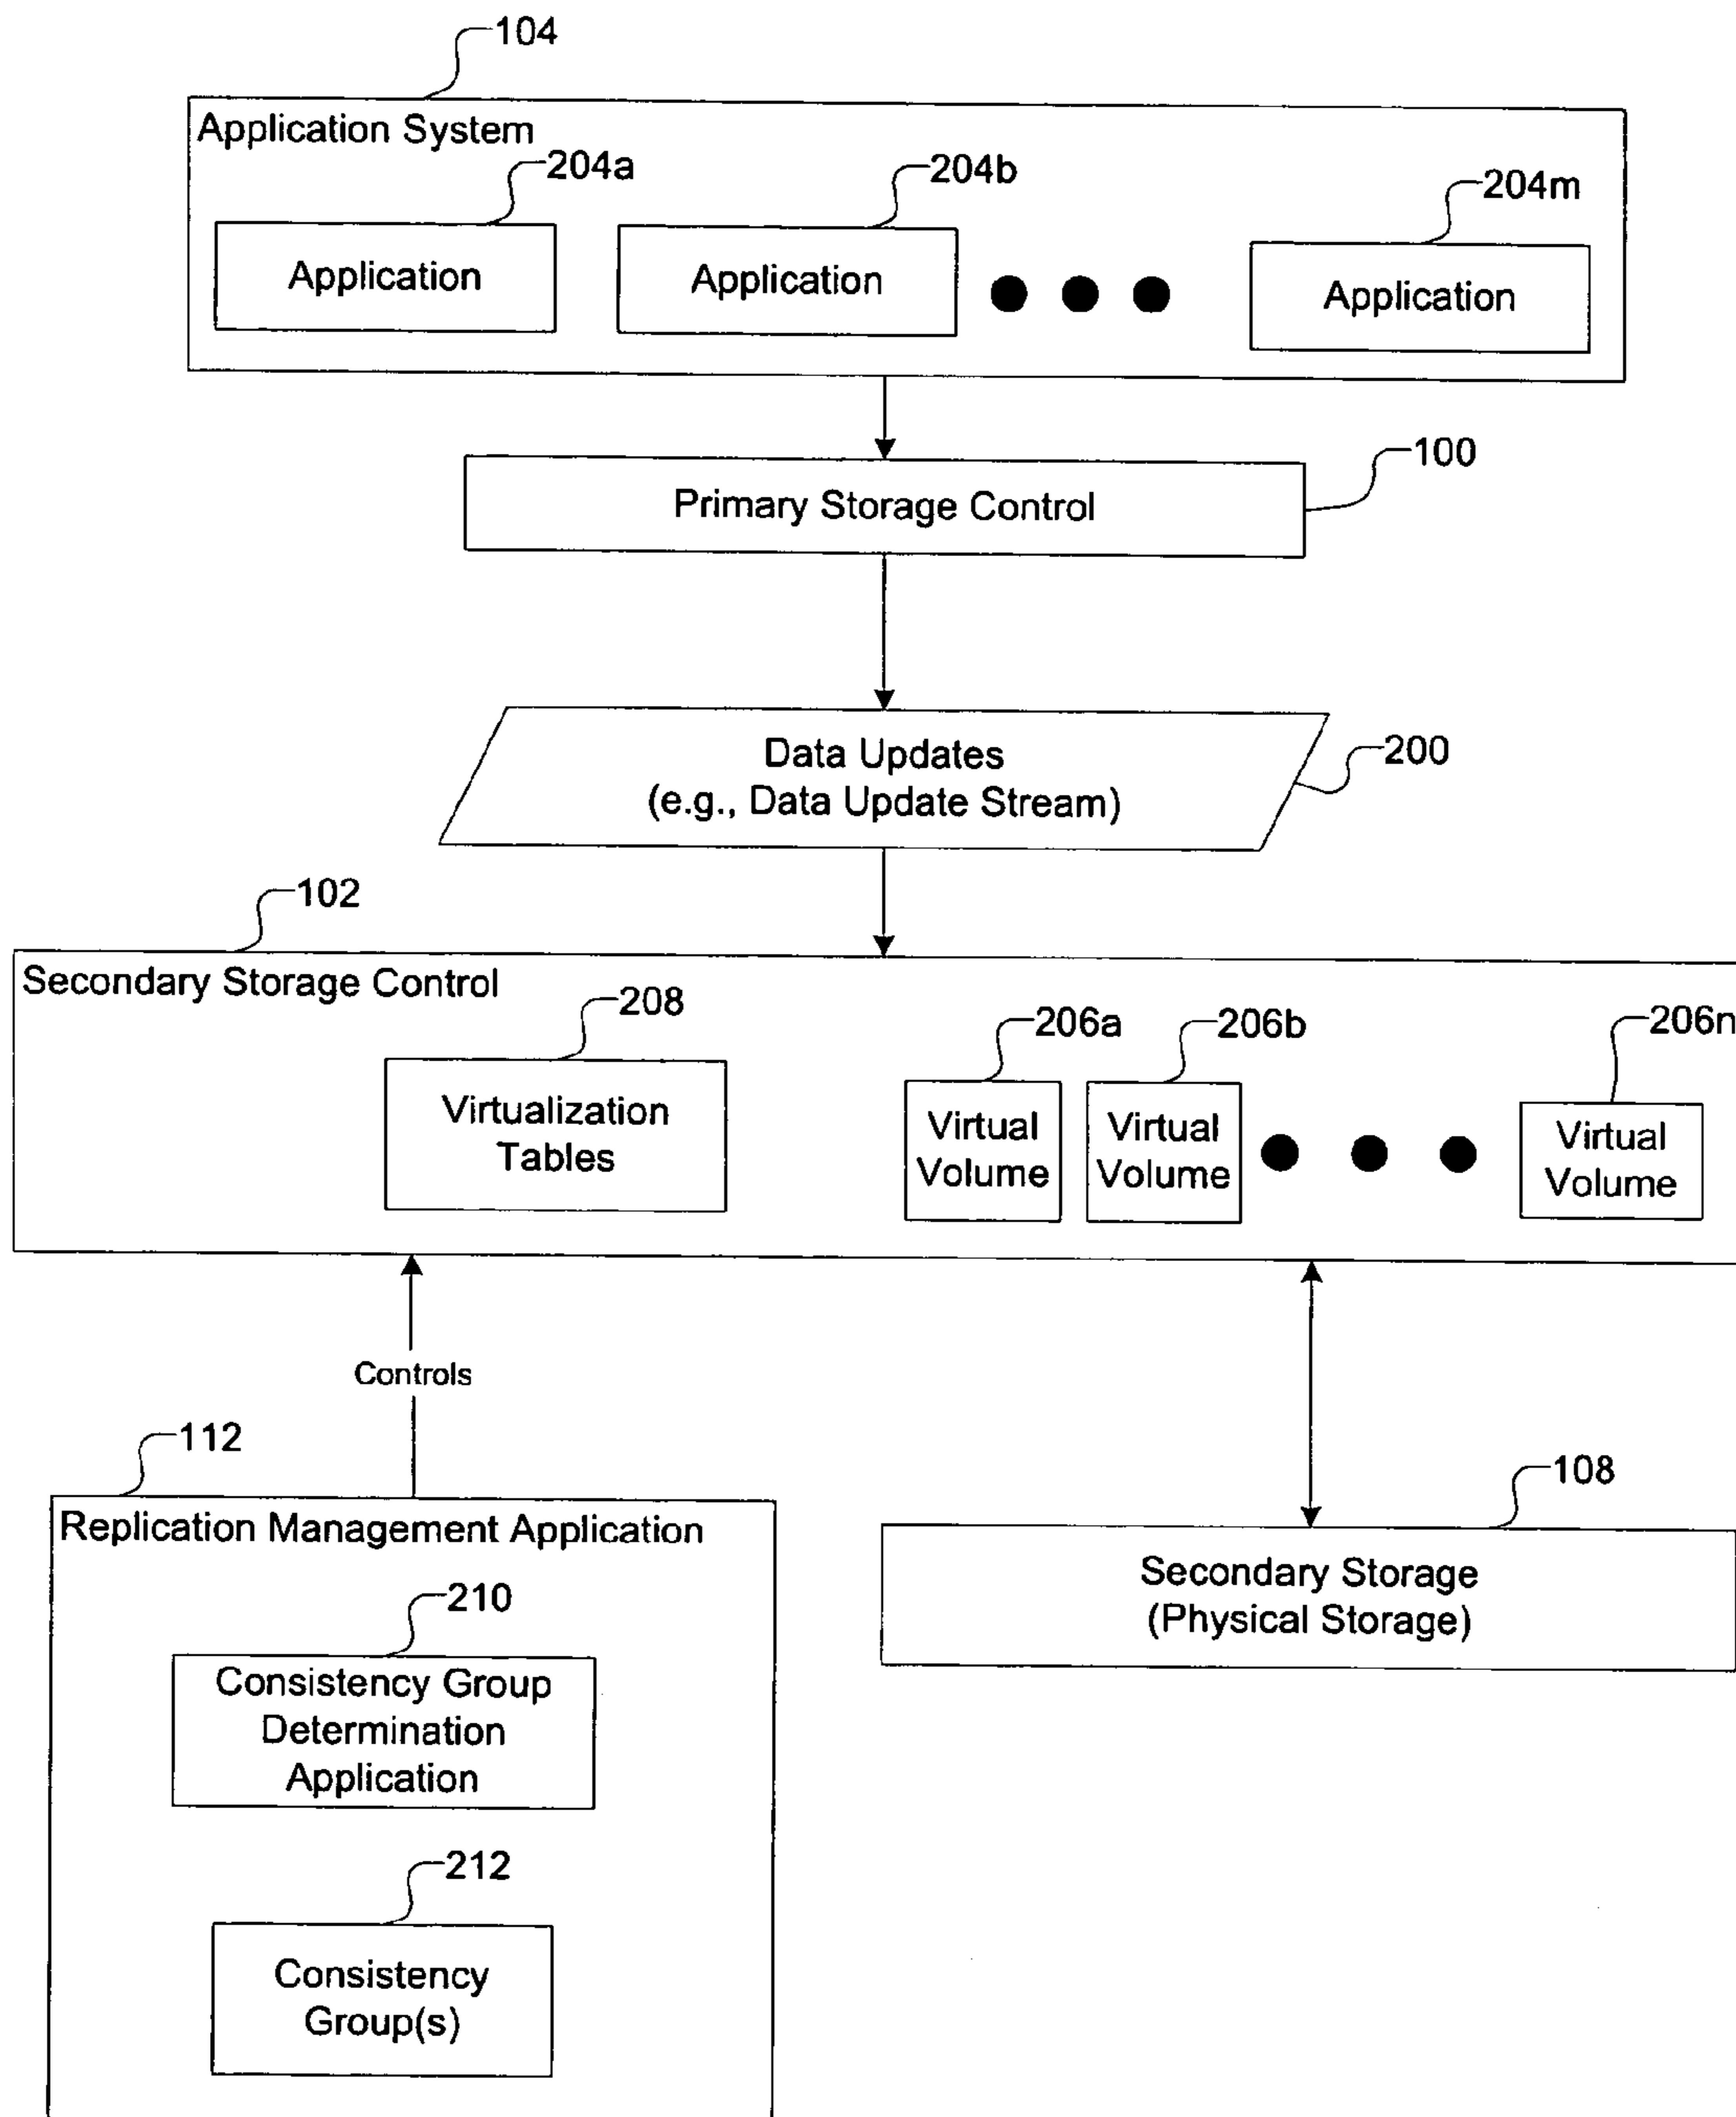 104
Application System
204a
204b
204m
Application
Application
Application
100
Primary Storage Control
Data Updates
(e.g., Data Update Stream)
200
102
Secondary Storage Control
208
206a
206b
206n
Virtualization
Tables
Virtual
Volume
Virtual
Volume
Virtual
Volume
Controls
112
108
Replication Management Application
Secondary Storage
(Physical Storage)
210
Consistency Group
Determination
Application
212
Consistency
Group(s)